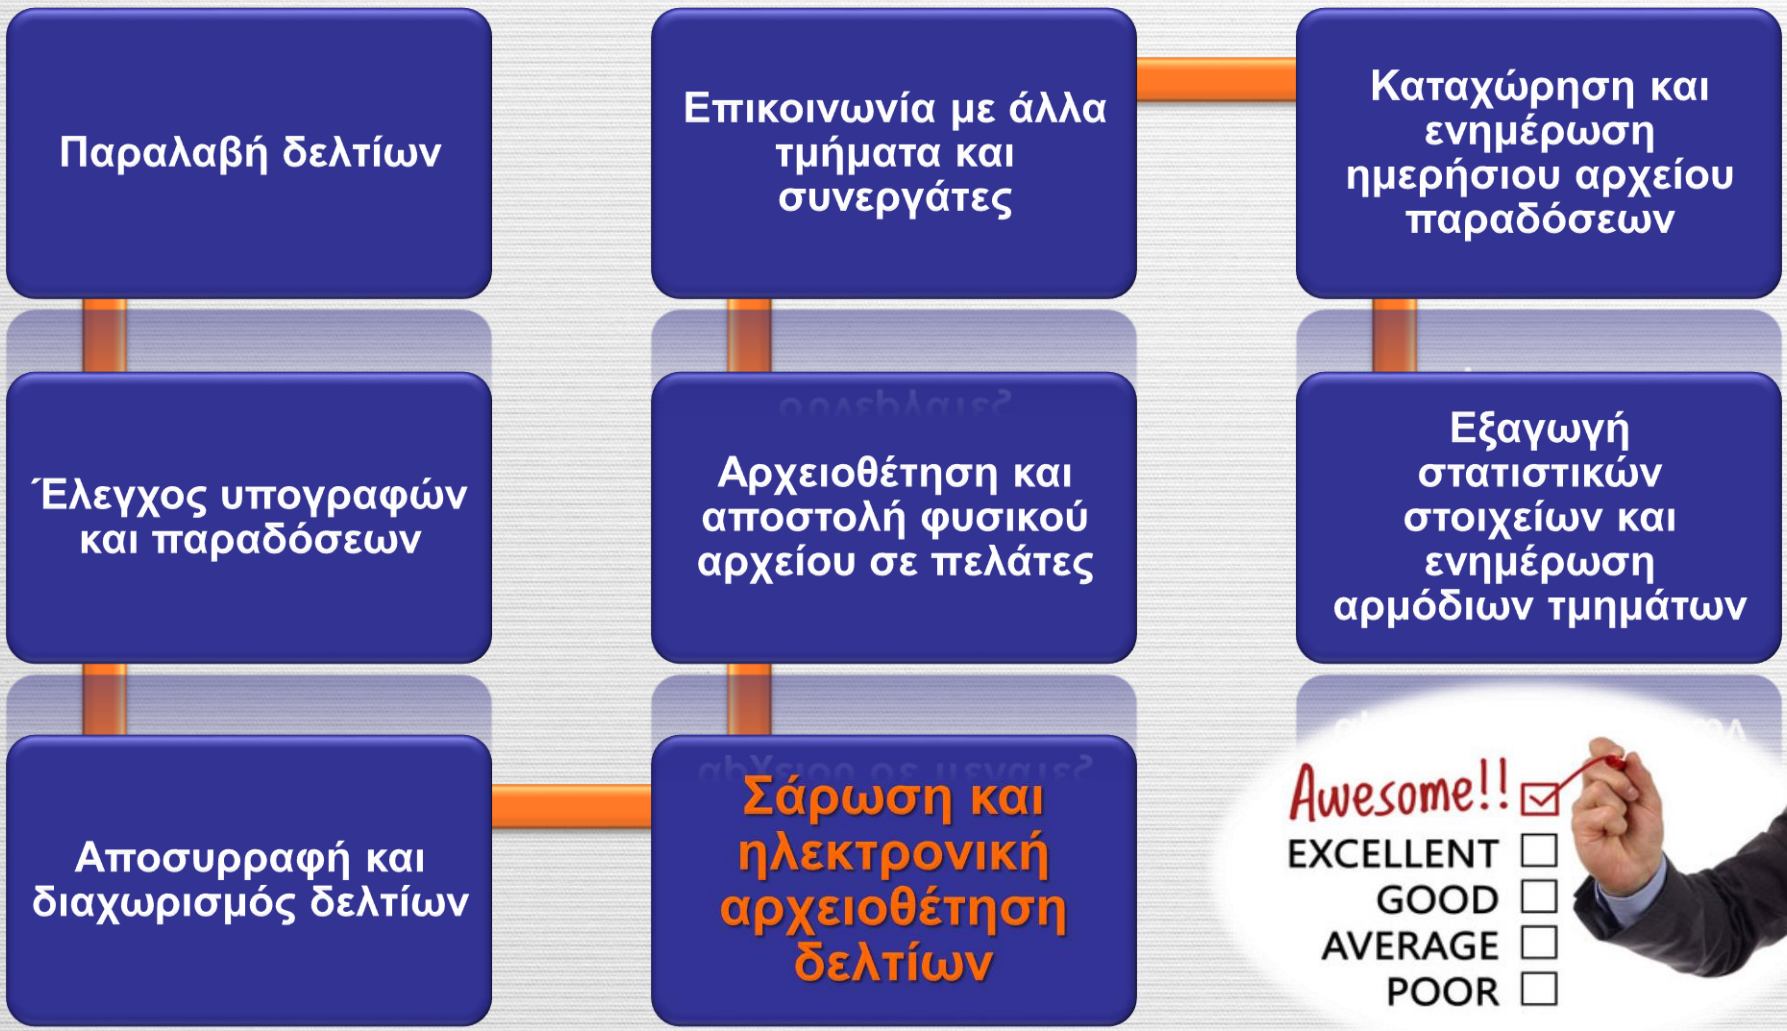 Παραλαβή δελτίων
Έλεγχος υπογραφών
και παραδόσεων
Αποσυρραφή και
διαχωρισμός δελτίων
Σάρωση και
ηλεκτρονική
αρχειοθέτηση
δελτίων
Αρχειοθέτηση και
αποστολή φυσικού
αρχείου σε πελάτες
Επικοινωνία με άλλα
τμήματα και
συνεργάτες
Καταχώρηση και
ενημέρωση
ημερήσιου αρχείου
παραδόσεων
Εξαγωγή
στατιστικών
στοιχείων και
ενημέρωση
αρμόδιων τμημάτων
Awesome!!
EXCELLENT
GOOD
AVERAGE
POOR